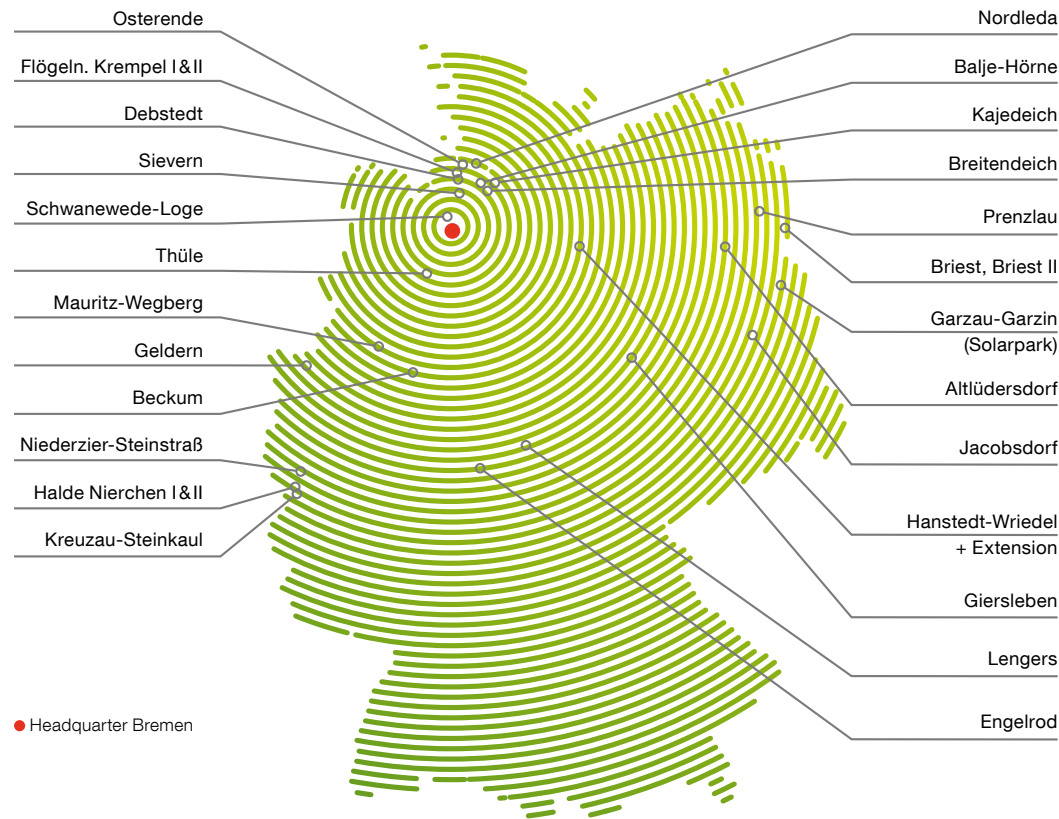 Osterende
Flögeln. Krempel I & II
Debstedt
Sievern
Schwanewede-Loge
Thüle
Mauritz-Wegberg
Geldern
Beckum
Niederzier-Steinstraß
Halde Nierchen I & II
Kreuzau-Steinkaul
Headquarter Bremen
Nordleda
Balje-Hörne
Kajedeich
Breitendeich
Prenzlau
Briest, Briest II
Garzau-Garzin
(Solarpark)
Altlüdersdorf
Jacobsdorf
Hanstedt-Wriedel
+ Extension
Giersleben
Lengers
Engelrod